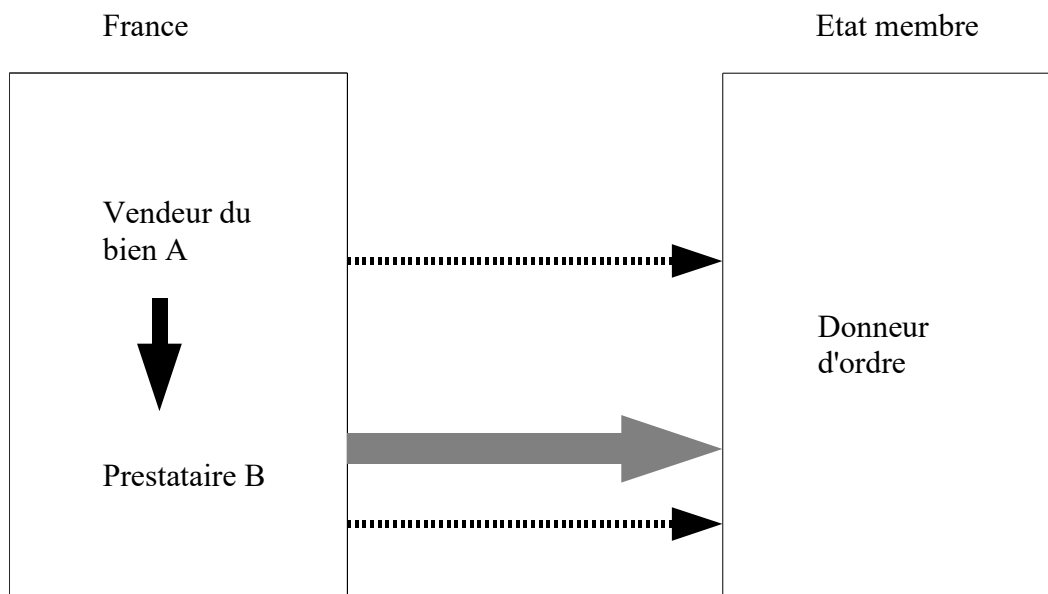 France
Etat membre
Vendeur du
bien A
Donneur
d'ordre
Prestataire B